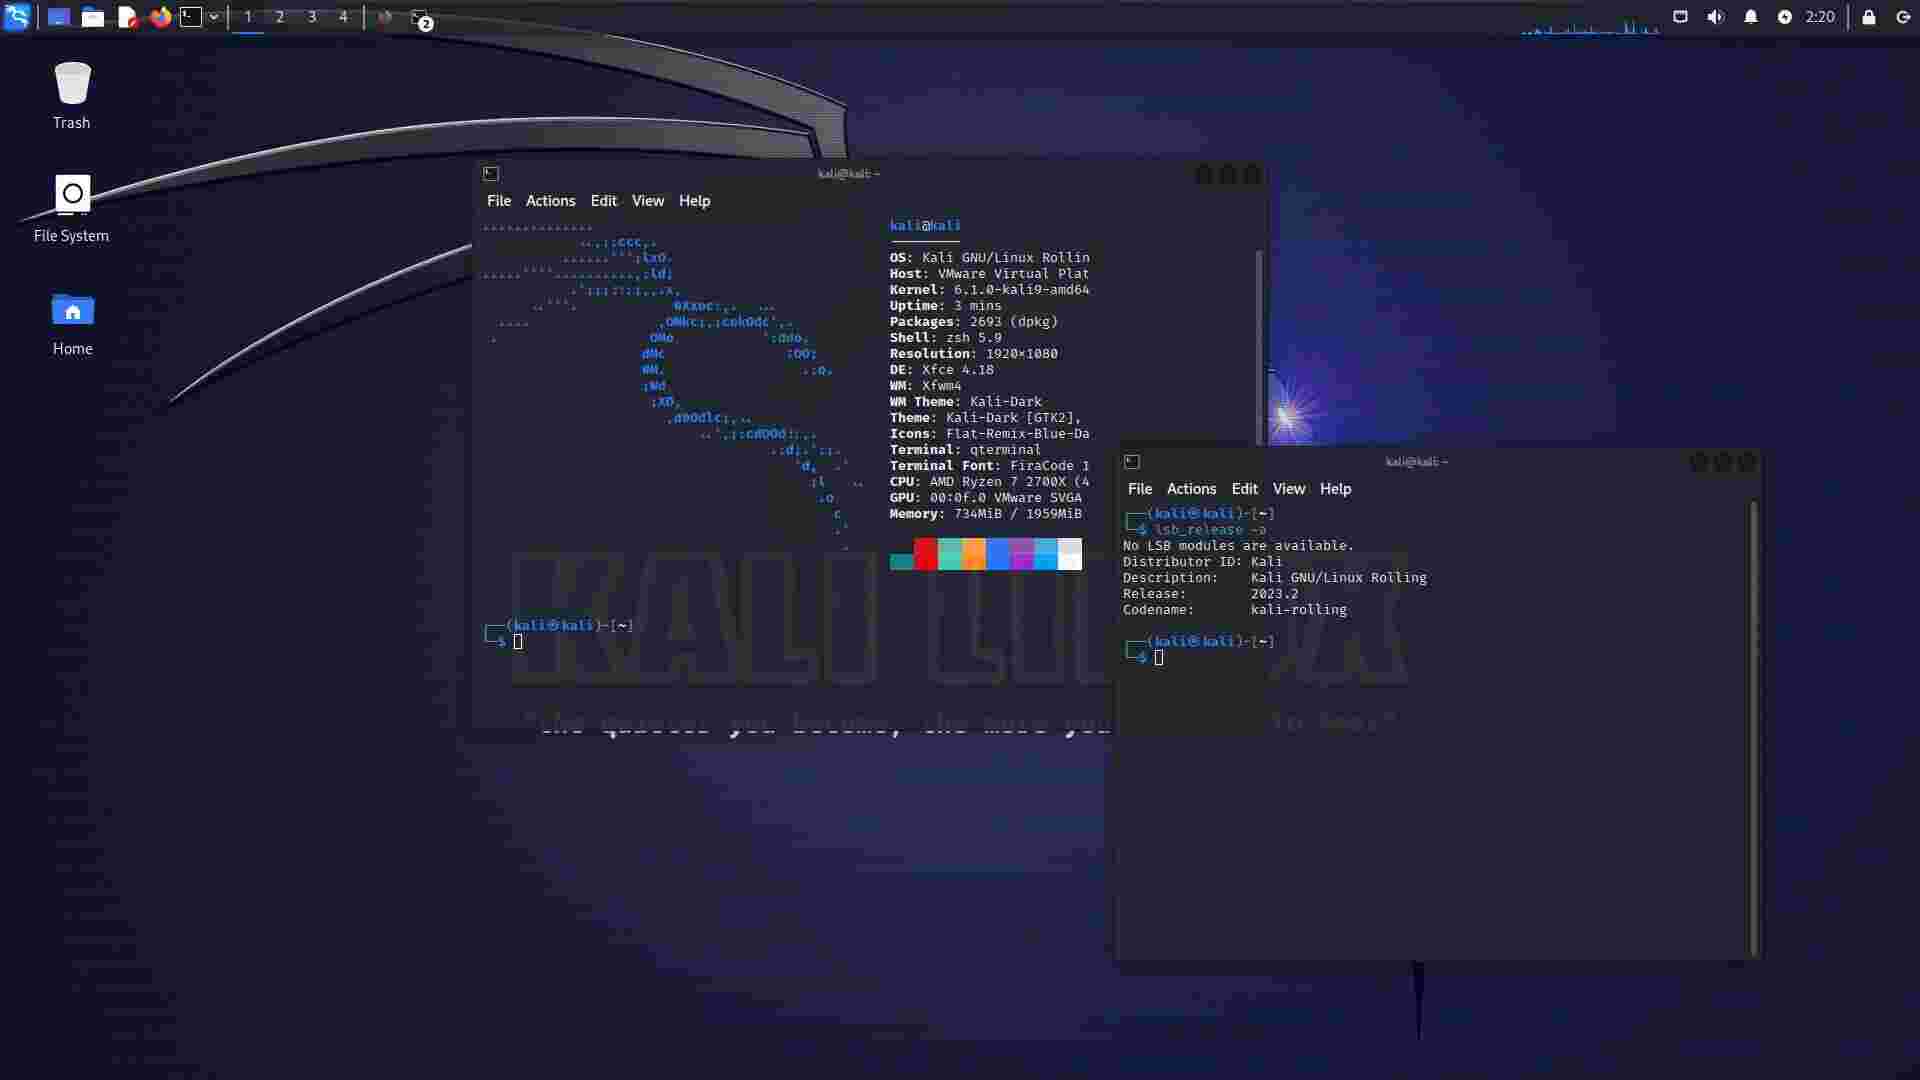 1 2 3 4
2
2:20
Trash
File System
Home
kali@kali: ~
File Actions Edit View Help
kali@kali
OS: Kali GNU/Linux Rollin
Host: VMware Virtual Plat
Kernel: 6.1.0-kali9-amd64
Uptime: 3 mins
Packages: 2693 (dpkg)
Shell: zsh 5.9
Resolution: 1920×1080
DE: Xfce 4.18
WM: Xfwm4
WM Theme: Kali-Dark
Theme: Kali-Dark [GTK2],
Icons: Flat-Remix-Blue-Da
Terminal: qterminal
Terminal Font: FiraCode 1
CPU: AMD Ryzen 7 2700X (4
GPU: 00:0f.0 VMware SVGA
Memory: 734MiB / 1959MiB
┌──(kali㉿kali)-[~]
└─$
KALI LI X
"the quieter you become, the more you to hear"
kali@kali: ~
File Actions Edit View Help
┌──(kali㉿kali)-[~]
└─$ lsb_release -a
No LSB modules are available.
Distributor ID: Kali
Description: Kali GNU/Linux Rolling
Release: 2023.2
Codename: kali-rolling
┌──(kali㉿kali)-[~]
└─$